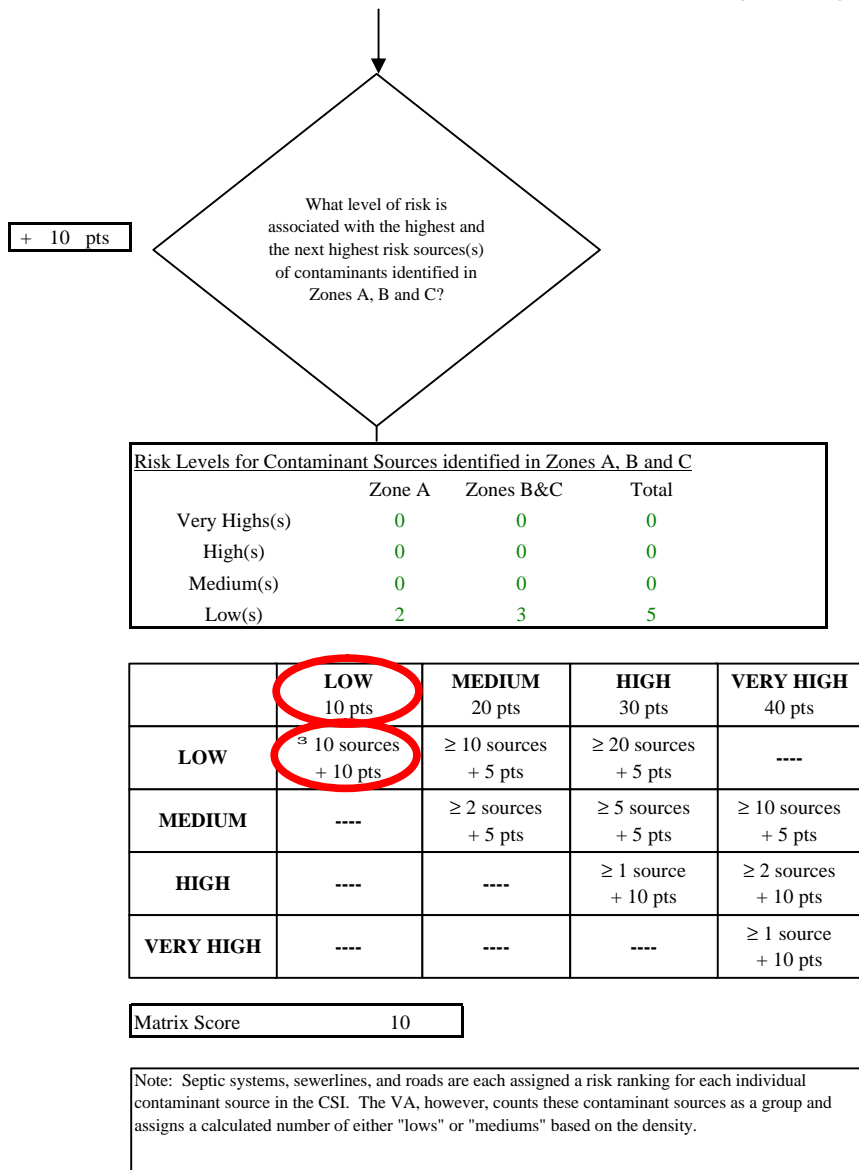 What level of risk is
associated with the highest and
the next highest risk sources(s)
of contaminants identified in
Zones A, B and C?
+ 10 pts
Risk Levels for Contaminant Sources identified in Zones A, B and C
Zone A Zones B&C Total
Very Highs(s) 0 0 0
High(s) 0 0 0
Medium(s) 0 0 0
Low(s) 2 3 5
LOW MEDIUM HIGH VERY HIGH
10 pts 20 pts 30 pts 40 pts
LOW ³ 10 sources ≥ 10 sources ≥ 20 sources ----
+ 10 pts + 5 pts + 5 pts
MEDIUM ---- ≥ 2 sources ≥ 5 sources ≥ 10 sources
+ 5 pts + 5 pts + 5 pts
HIGH ---- ---- ≥ 1 source ≥ 2 sources
+ 10 pts + 10 pts
VERY HIGH ---- ---- ---- ≥ 1 source
+ 10 pts
Matrix Score 10
Note: Septic systems, sewerlines, and roads are each assigned a risk ranking for each individual
contaminant source in the CSI. The VA, however, counts these contaminant sources as a group and
assigns a calculated number of either "lows" or "mediums" based on the density.